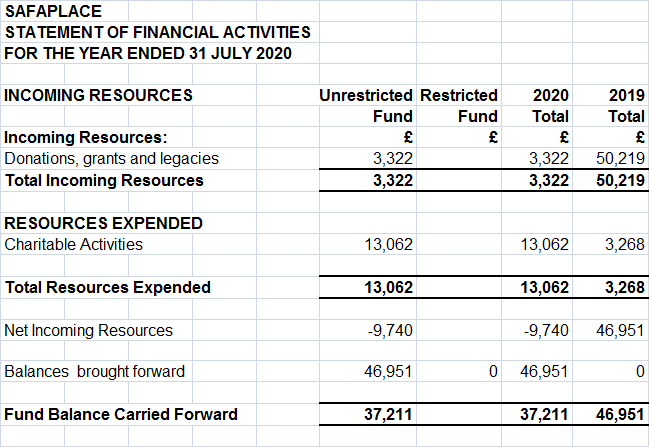 SAFAPLACE
STATEMENT OF FINANCIAL ACTIVITIES
FOR THE YEAR ENDED 31 JULY 2020
INCOMING RESOURCES Unrestricted Restricted 2020 2019
Fund Fund Total Total
Incoming Resources: £ £ £ £
Donations, grants and legacies 3,322 3,322 50,219
Total Incoming Resources 3,322 3,322 50,219
RESOURCES EXPENDED
Charitable Activities 13,062 13,062 3,268
Total Resources Expended 13,062 13,062 3,268
Net Incoming Resources -9,740 -9,740 46,951
Balances brought forward 46,951 0 46,951 0
Fund Balance Carried Forward 37,211 37,211 46,951